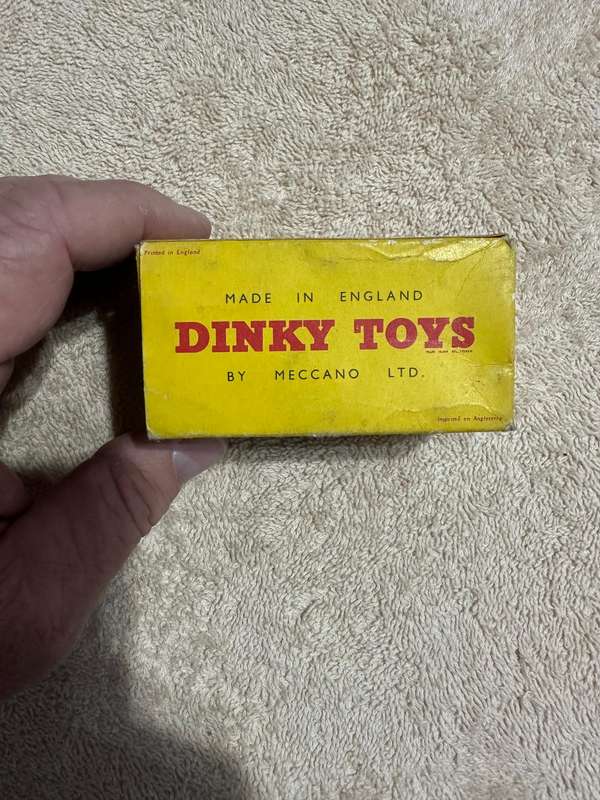 Printed in England
MADE IN ENGLAND
DINKY TOYS
BY MECCANO LTD.
Imprimé en Angleterre